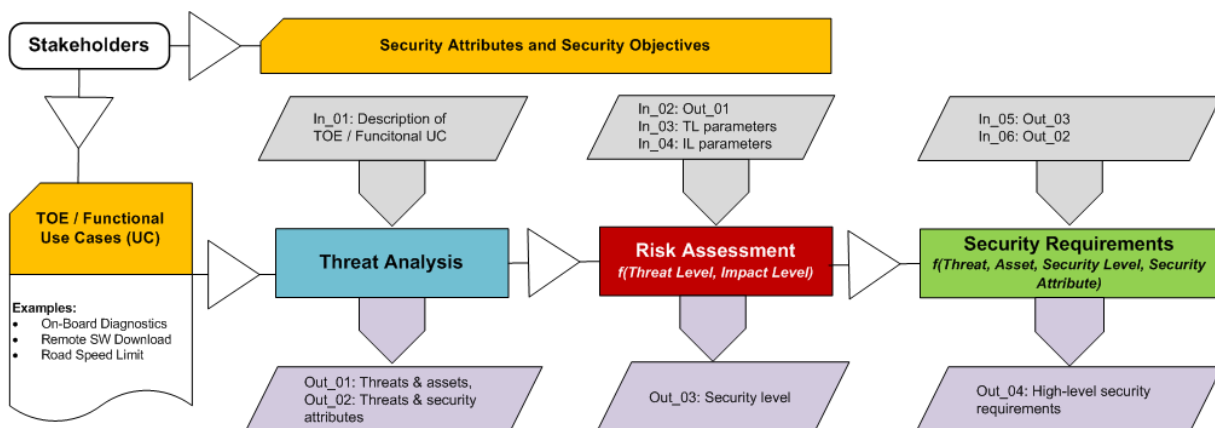 Stakeholders
Security Attributes and Security Objectives
In_01: Description of
TOE / Funcitonal UC
In_02: Out_01
In_03: TL parameters
In_04: IL parameters
In_05: Out_03
In_06: Out_02
TOE / Functional
Use Cases (UC)
Examples:
• On-Board Diagnostics
• Remote SW Download
• Road Speed Limit
Threat Analysis
Risk Assessment
f(Threat Level, Impact Level)
Security Requirements
f(Threat, Asset, Security Level, Security
Attribute)
Out_01: Threats & assets,
Out_02: Threats & security
attributes
Out_03: Security level
Out_04: High-level security
requirements